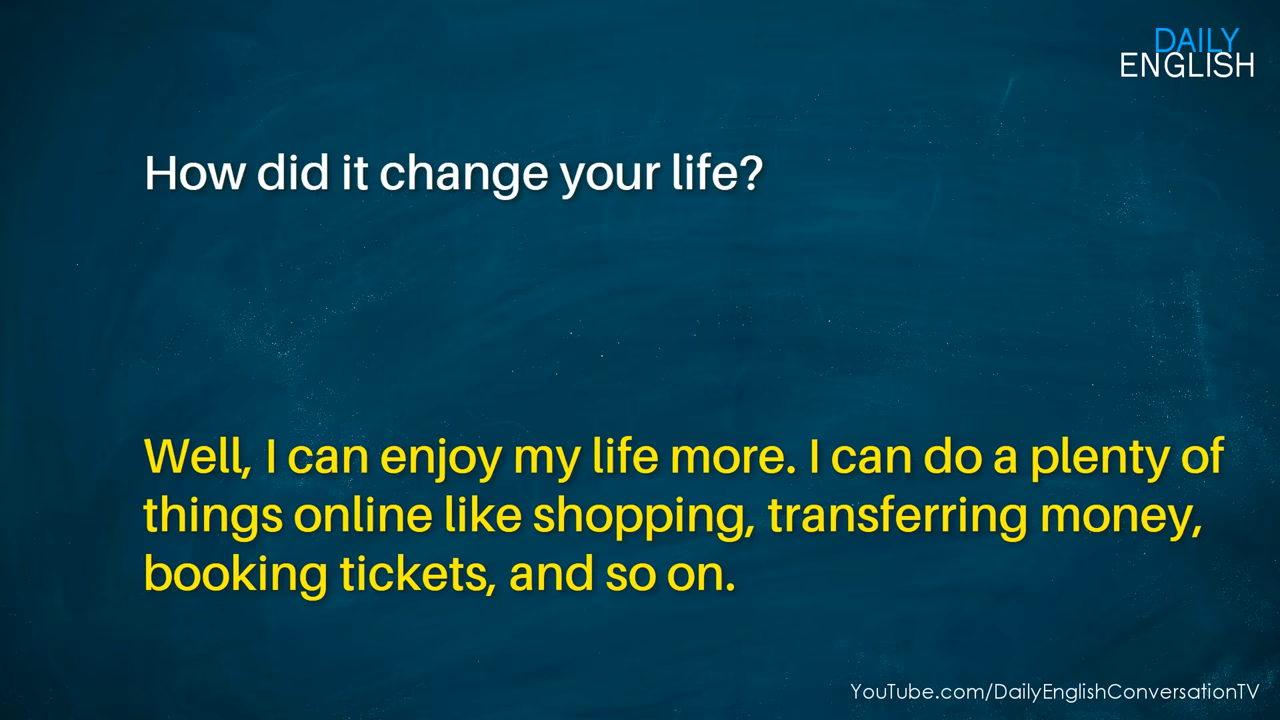 DAILY
ENGLISH
How did it change your life?
Well, I can enjoy my life more. I can do a plenty of
things online like shopping, transferring money,
booking tickets, and so on.
YouTube.com/DailyEnglishConversationTV